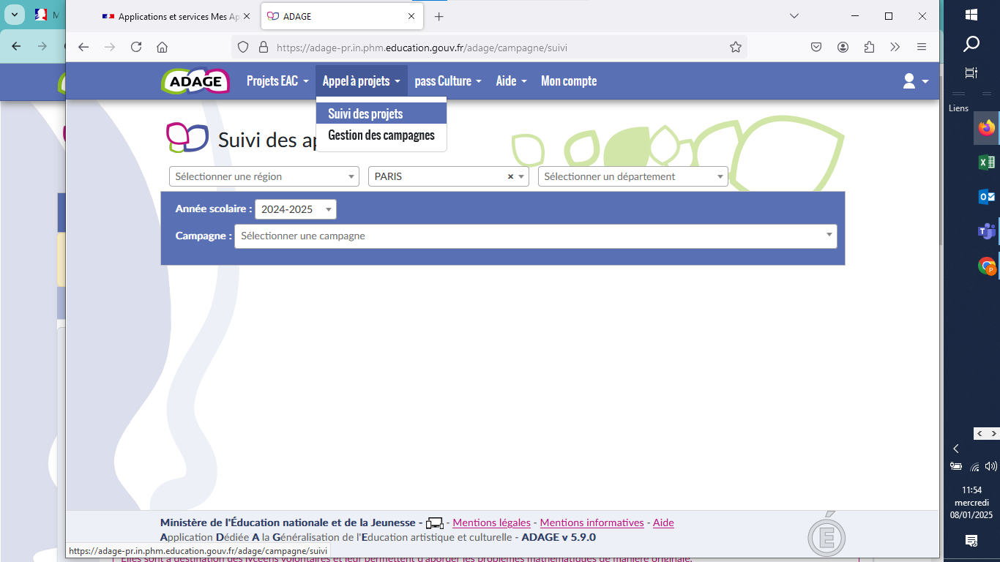 M
Applications et services Mes Ap
ADAGE
https://adage-pr.in.phm.education.gouv.fr/adage/campagne/suivi
ADAGE
Projets EAC
Appel à projets
pass Culture
Aide
Mon compte
Suivi des projets
Gestion des campagnes
Liens
Suivi des ap
Sélectionner une région
PARIS
×
Sélectionner un département
Année scolaire :
2024-2025
Campagne :
Sélectionner une campagne
11:54
mercredi
08/01/2025
Ministère de l'Éducation nationale et de la Jeunesse - - Mentions légales - Mentions informatives - Aide
Application Dédiée A la Généralisation de l'Education artistique et culturelle - ADAGE v 5.9.0
É
https://adage-pr.in.phm.education.gouv.fr/adage/campagne/suivi